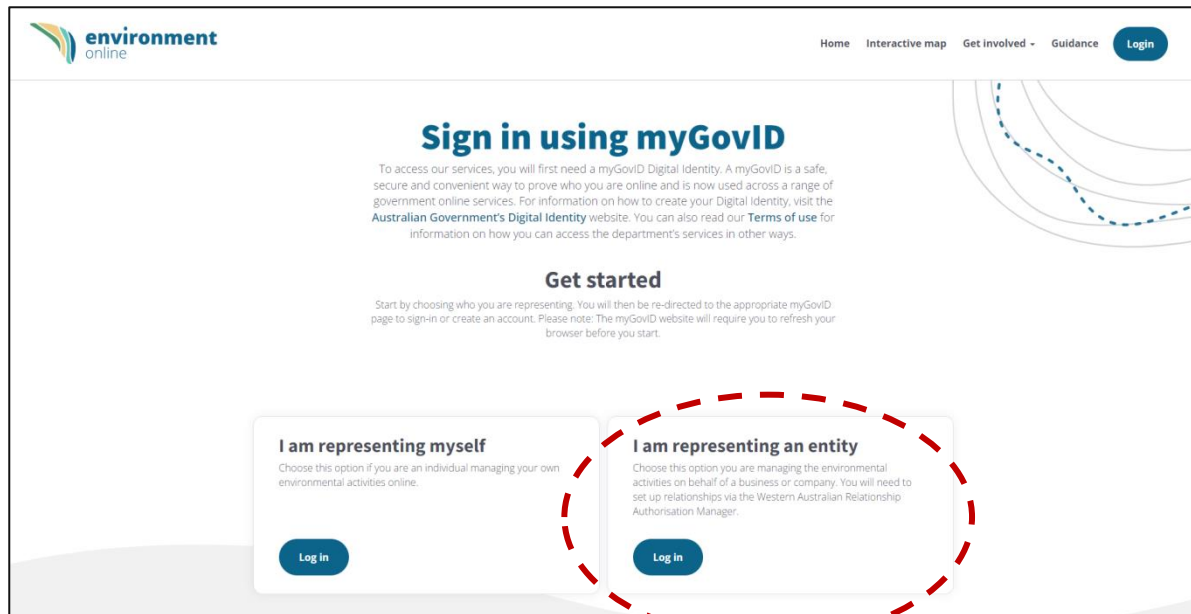 environment
online
Home Interactive map Get involved Guidance Login
Sign in using myGovID
To access our services, you will first need a myGovID Digital Identity. A myGovID is a safe,
secure and convenient way to prove who you are online and is now used across a range of
government online services. For information on how to create your Digital Identity, visit the
Australian Government's Digital Identity website. You can also read our Terms of use for
information on how you can access the department's services in other ways.
Get started
Start by choosing who you are representing. You will then be re-directed to the appropriate myGovID
page to sign-in or create an account. Please note: The myGovID website will require you to refresh your
browser before you start.
I am representing myself
Choose this option if you are an individual managing your own
environmental activities online.
Log in
I am representing an entity
Choose this option you are managing the environmental
activities on behalf of a business or company. You will need to
set up relationships via the Western Australian Relationship
Authorisation Manager.
Log in